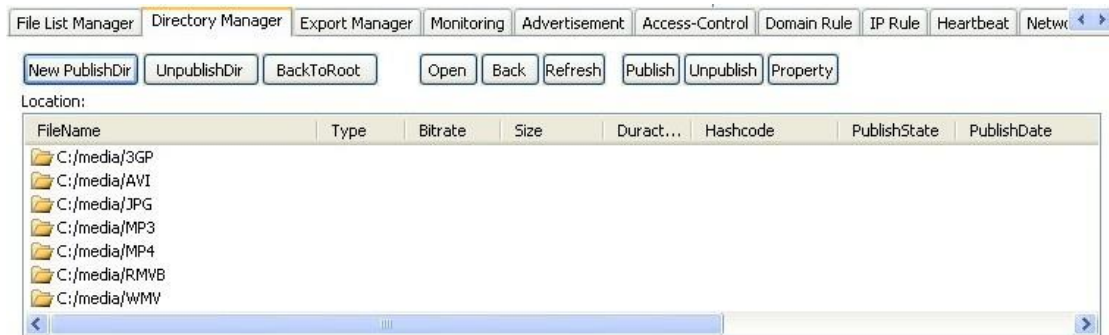 File List Manager Directory Manager Export Manager Monitoring Advertisement Access-Control Domain Rule IP Rule Heartbeat
New PublishDir UnpublishDir BackToRoot Open Back Refresh Publish Unpublish Property
Location:
FileName Type Bitrate Size Duract... Hashcode PublishState PublishDate
C:/media/3GP
C:/media/AVI
C:/media/JPG
C:/media/MP3
C:/media/MP4
C:/media/RMVB
C:/media/WMV